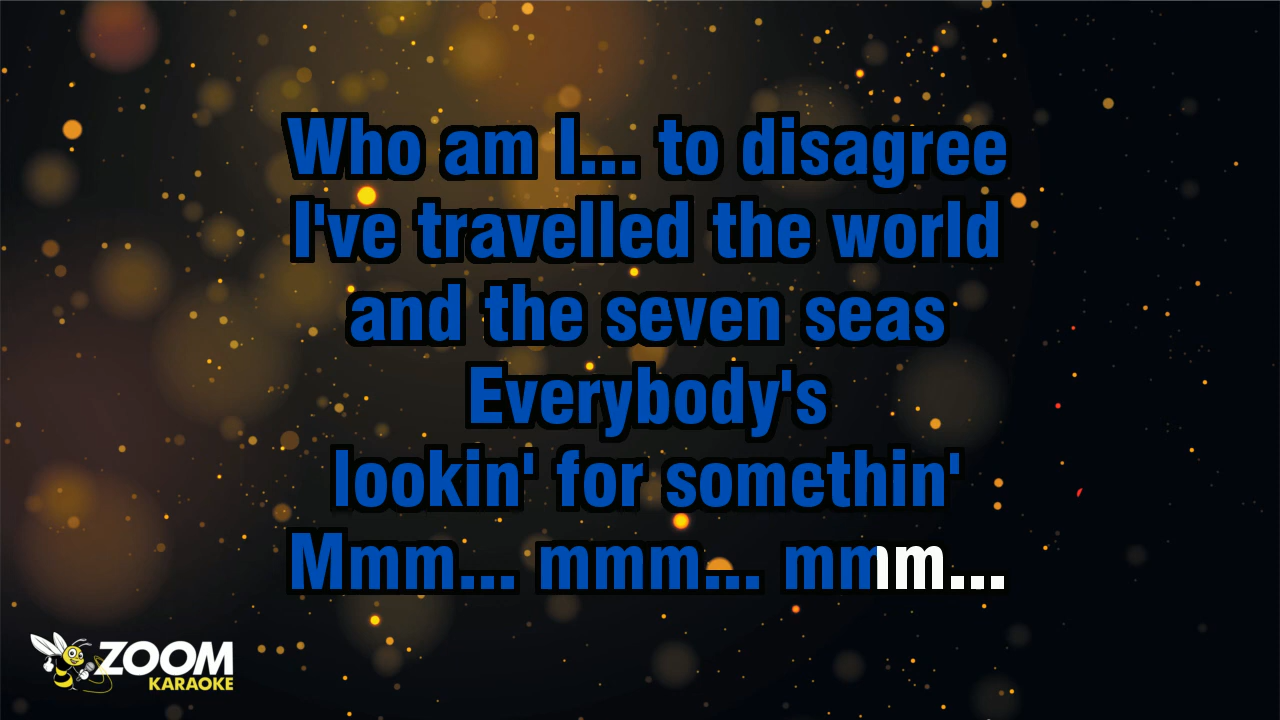 Who am I... to disagree
I've travelled the world
and the seven seas
Everybody's
lookin' for somethin'
Mmm... mmm... mmm...
ZOOM
KARAOKE